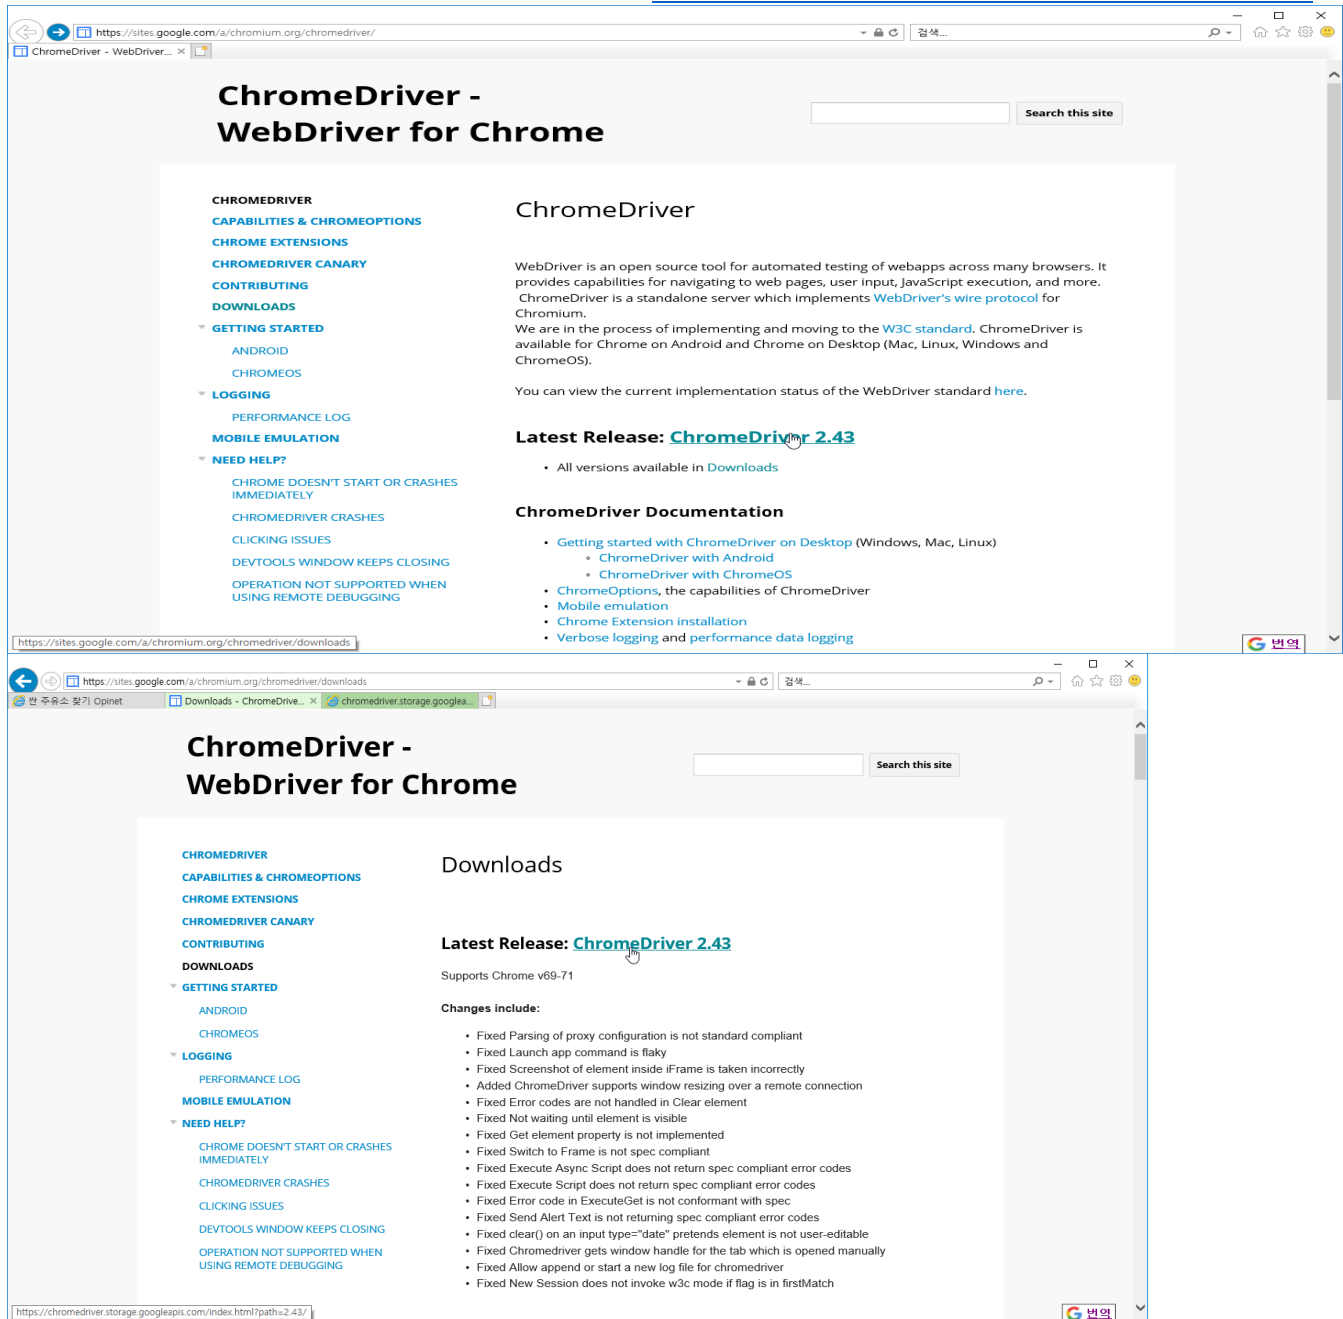 https://sites.google.com/a/chromium.org/chromedriver/
검색...
ChromeDriver - WebDriver...
ChromeDriver -
WebDriver for Chrome
Search this site
CHROMEDRIVER
CAPABILITIES & CHROMEOPTIONS
CHROME EXTENSIONS
CHROMEDRIVER CANARY
CONTRIBUTING
DOWNLOADS
GETTING STARTED
ANDROID
CHROMEOS
LOGGING
PERFORMANCE LOG
MOBILE EMULATION
NEED HELP?
CHROME DOESN'T START OR CRASHES
IMMEDIATELY
CHROMEDRIVER CRASHES
CLICKING ISSUES
DEVTOOLS WINDOW KEEPS CLOSING
OPERATION NOT SUPPORTED WHEN
USING REMOTE DEBUGGING
ChromeDriver
WebDriver is an open source tool for automated testing of webapps across many browsers. It
provides capabilities for navigating to web pages, user input, JavaScript execution, and more.
ChromeDriver is a standalone server which implements WebDriver's wire protocol for
Chromium.
We are in the process of implementing and moving to the W3C standard. ChromeDriver is
available for Chrome on Android and Chrome on Desktop (Mac, Linux, Windows and
ChromeOS).
You can view the current implementation status of the WebDriver standard here.
Latest Release: ChromeDriver 2.43
• All versions available in Downloads
ChromeDriver Documentation
• Getting started with ChromeDriver on Desktop (Windows, Mac, Linux)
◦ ChromeDriver with Android
◦ ChromeDriver with ChromeOS
• ChromeOptions, the capabilities of ChromeDriver
• Mobile emulation
• Chrome Extension installation
• Verbose logging and performance data logging
https://sites.google.com/a/chromium.org/chromedriver/downloads
G 번역
https://sites.google.com/a/chromium.org/chromedriver/downloads
검색...
싼 주유소 찾기 Opinet
Downloads - ChromeDrive...
chromedriver.storage.googlea...
ChromeDriver -
WebDriver for Chrome
Search this site
CHROMEDRIVER
CAPABILITIES & CHROMEOPTIONS
CHROME EXTENSIONS
CHROMEDRIVER CANARY
CONTRIBUTING
DOWNLOADS
GETTING STARTED
ANDROID
CHROMEOS
LOGGING
PERFORMANCE LOG
MOBILE EMULATION
NEED HELP?
CHROME DOESN'T START OR CRASHES
IMMEDIATELY
CHROMEDRIVER CRASHES
CLICKING ISSUES
DEVTOOLS WINDOW KEEPS CLOSING
OPERATION NOT SUPPORTED WHEN
USING REMOTE DEBUGGING
Downloads
Latest Release: ChromeDriver 2.43
Supports Chrome v69-71
Changes include:
• Fixed Parsing of proxy configuration is not standard compliant
• Fixed Launch app command is flaky
• Fixed Screenshot of element inside iFrame is taken incorrectly
• Added ChromeDriver supports window resizing over a remote connection
• Fixed Error codes are not handled in Clear element
• Fixed Not waiting until element is visible
• Fixed Get element property is not implemented
• Fixed Switch to Frame is not spec compliant
• Fixed Execute Async Script does not return spec compliant error codes
• Fixed Execute Script does not return spec compliant error codes
• Fixed Error code in ExecuteGet is not conformant with spec
• Fixed Send Alert Text is not returning spec compliant error codes
• Fixed clear() on an input type="date" pretends element is not user-editable
• Fixed Chromedriver gets window handle for the tab which is opened manually
• Fixed Allow append or start a new log file for chromedriver
• Fixed New Session does not invoke w3c mode if flag is in firstMatch
https://chromedriver.storage.googleapis.com/index.html?path=2.43/
G 번역